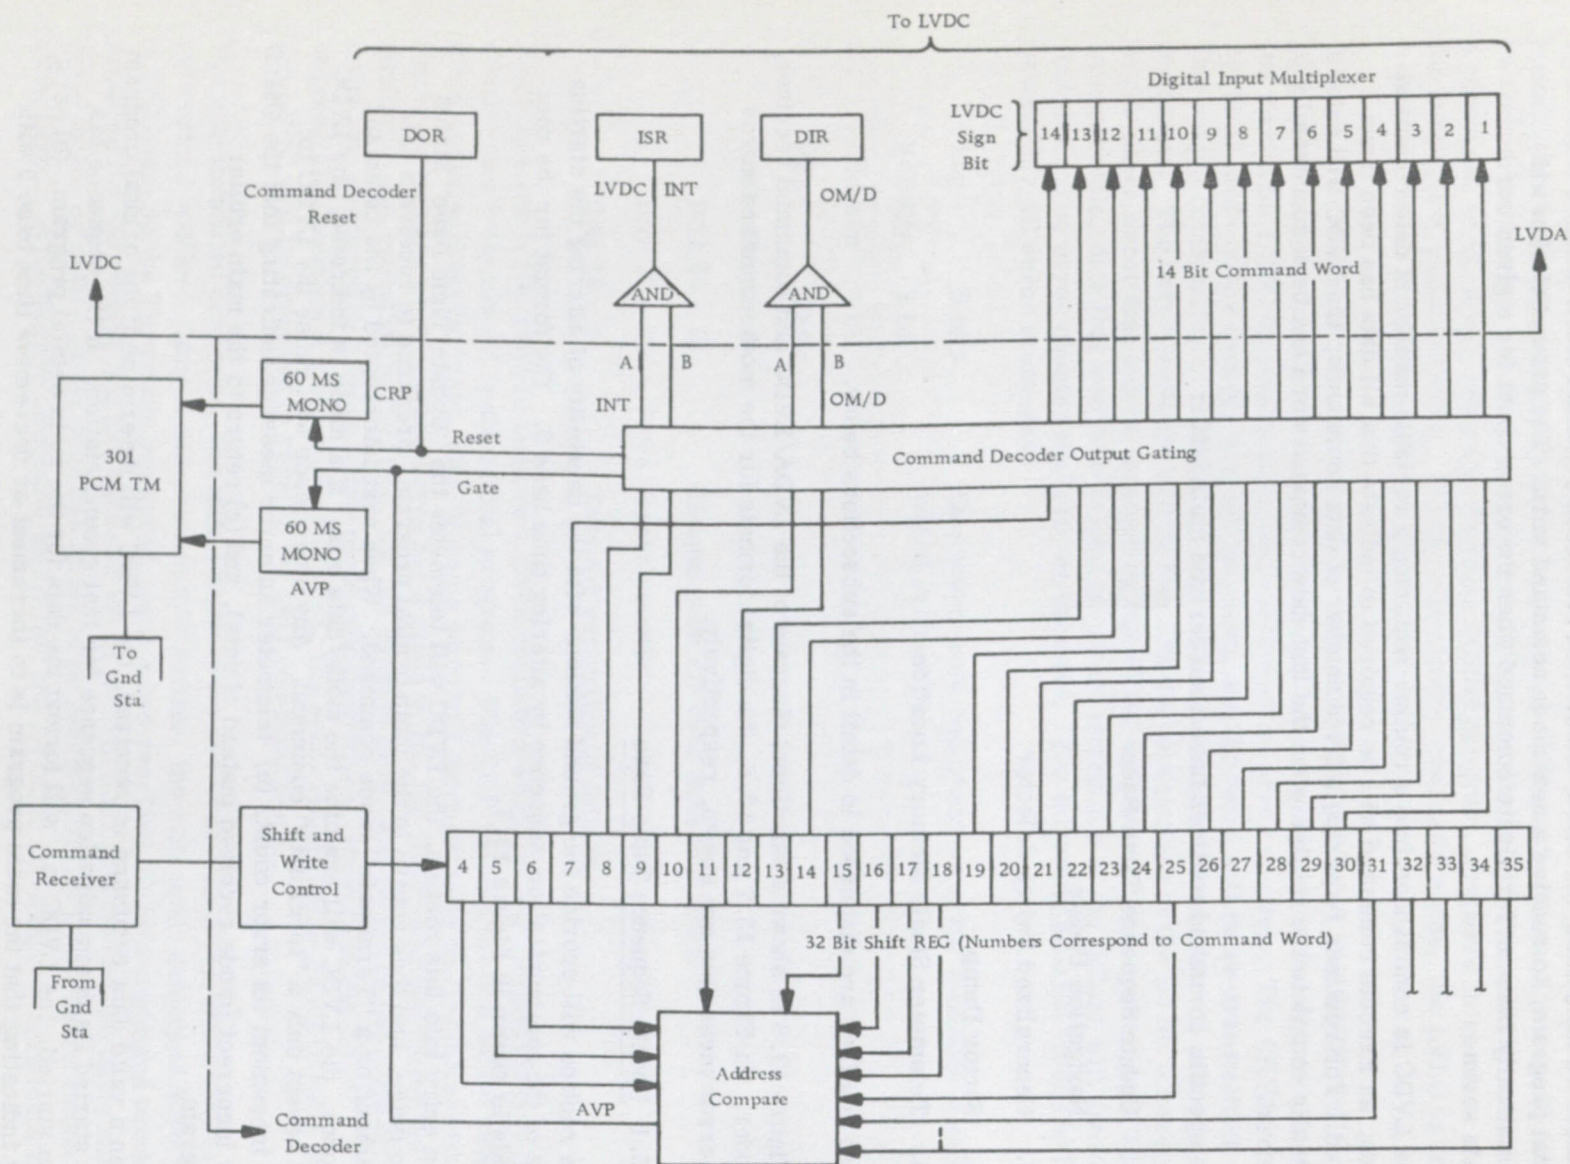 To LVDC
Digital Input Multiplexer
LVDC
Sign
Bit
14 13 12 11 10 9 8 7 6 5 4 3 2 1
DOR
ISR
DIR
Command Decoder
Reset
LVDC INT
OM/D
LVDC
LVDA
14 Bit Command Word
AND
AND
A B A B
60 MS
MONO
CRP
INT
OM/D
301
PCM TM
Reset
Command Decoder Output Gating
Gate
60 MS
MONO
AVP
To
Gnd
Sta
Command
Receiver
Shift and
Write
Control
4 5 6 7 8 9 10 11 12 13 14 15 16 17 18 19 20 21 22 23 24 25 26 27 28 29 30 31 32 33 34 35
32 Bit Shift REG (Numbers Correspond to Command Word)
From
Gnd
Sta
Address
Compare
AVP
Command
Decoder